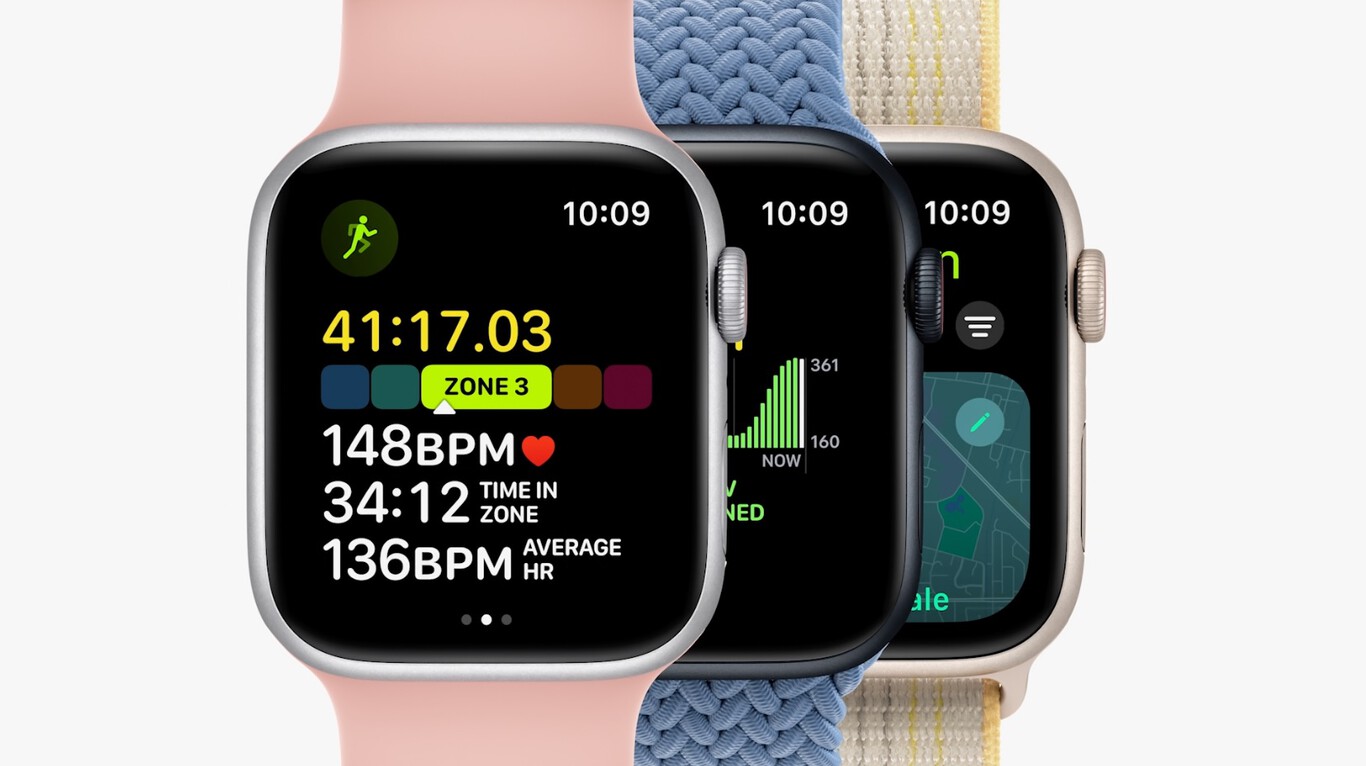 10:09
41:17.03
ZONE 3
148BPM
34:12 TIME IN
ZONE
136BPM AVERAGE
HR
10:09
361
160
NOW
10:09